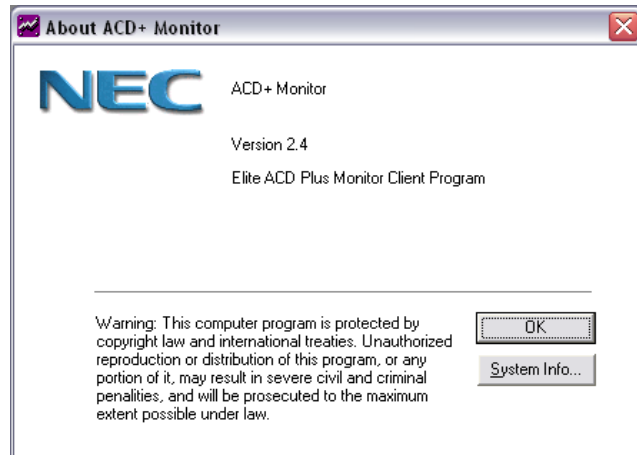 About ACD+ Monitor
NEC
ACD+ Monitor
Version 2.4
Elite ACD Plus Monitor Client Program
Warning: This computer program is protected by
copyright law and international treaties. Unauthorized
reproduction or distribution of this program, or any
portion of it, may result in severe civil and criminal
penalities, and will be prosecuted to the maximum
extent possible under law.
OK
System Info...